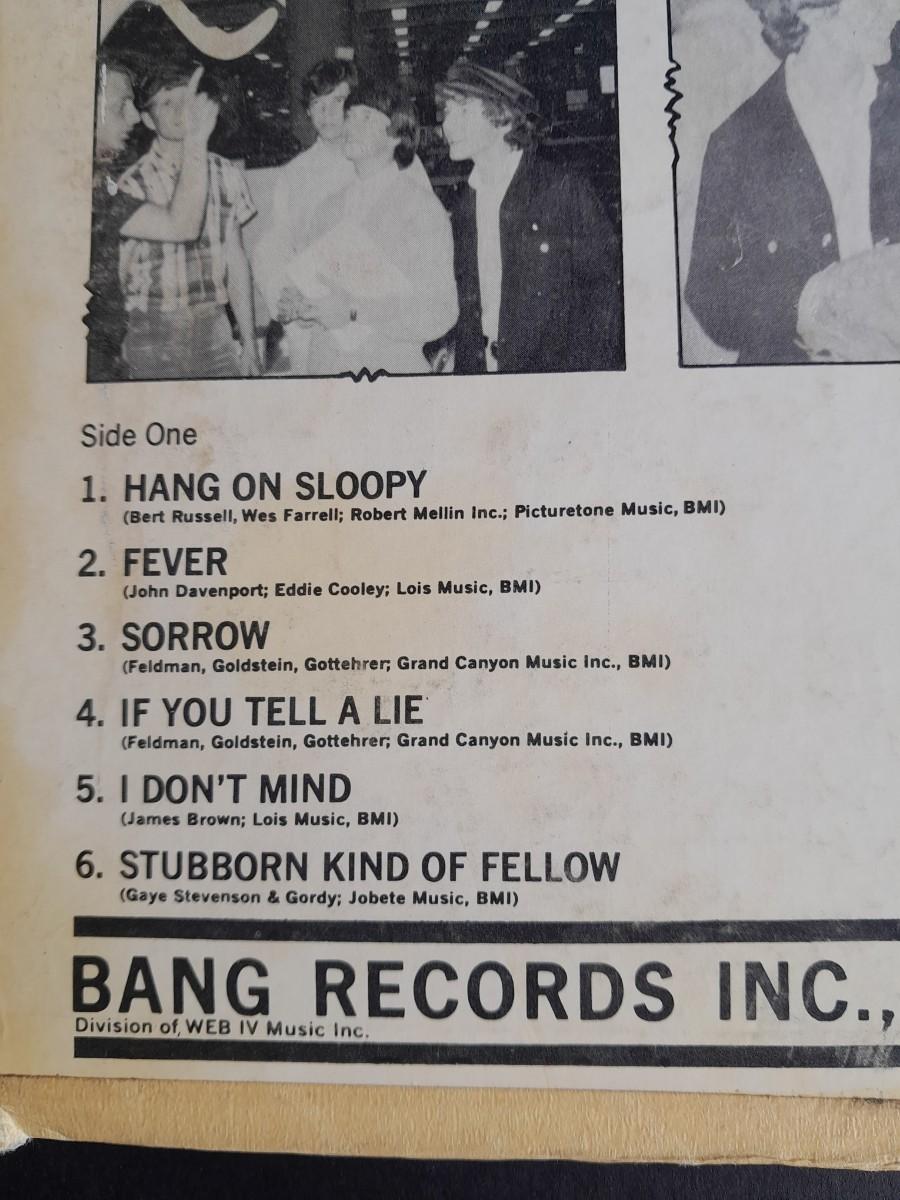 Side One
1. HANG ON SLOOPY
(Bert Russell, Wes Farrell; Robert Mellin Inc.; Picturetone Music, BMI)
2. FEVER
(John Davenport; Eddie Cooley; Lois Music, BMI)
3. SORROW
(Feldman, Goldstein, Gottehrer; Grand Canyon Music Inc., BMI)
4. IF YOU TELL A LIE
(Feldman, Goldstein, Gottehrer; Grand Canyon Music Inc., BMI)
5. I DON'T MIND
(James Brown; Lois Music, BMI)
6. STUBBORN KIND OF FELLOW
(Gaye Stevenson & Gordy; Jobete Music, BMI)
BANG RECORDS INC.,
Division of, WEB IV Music Inc.